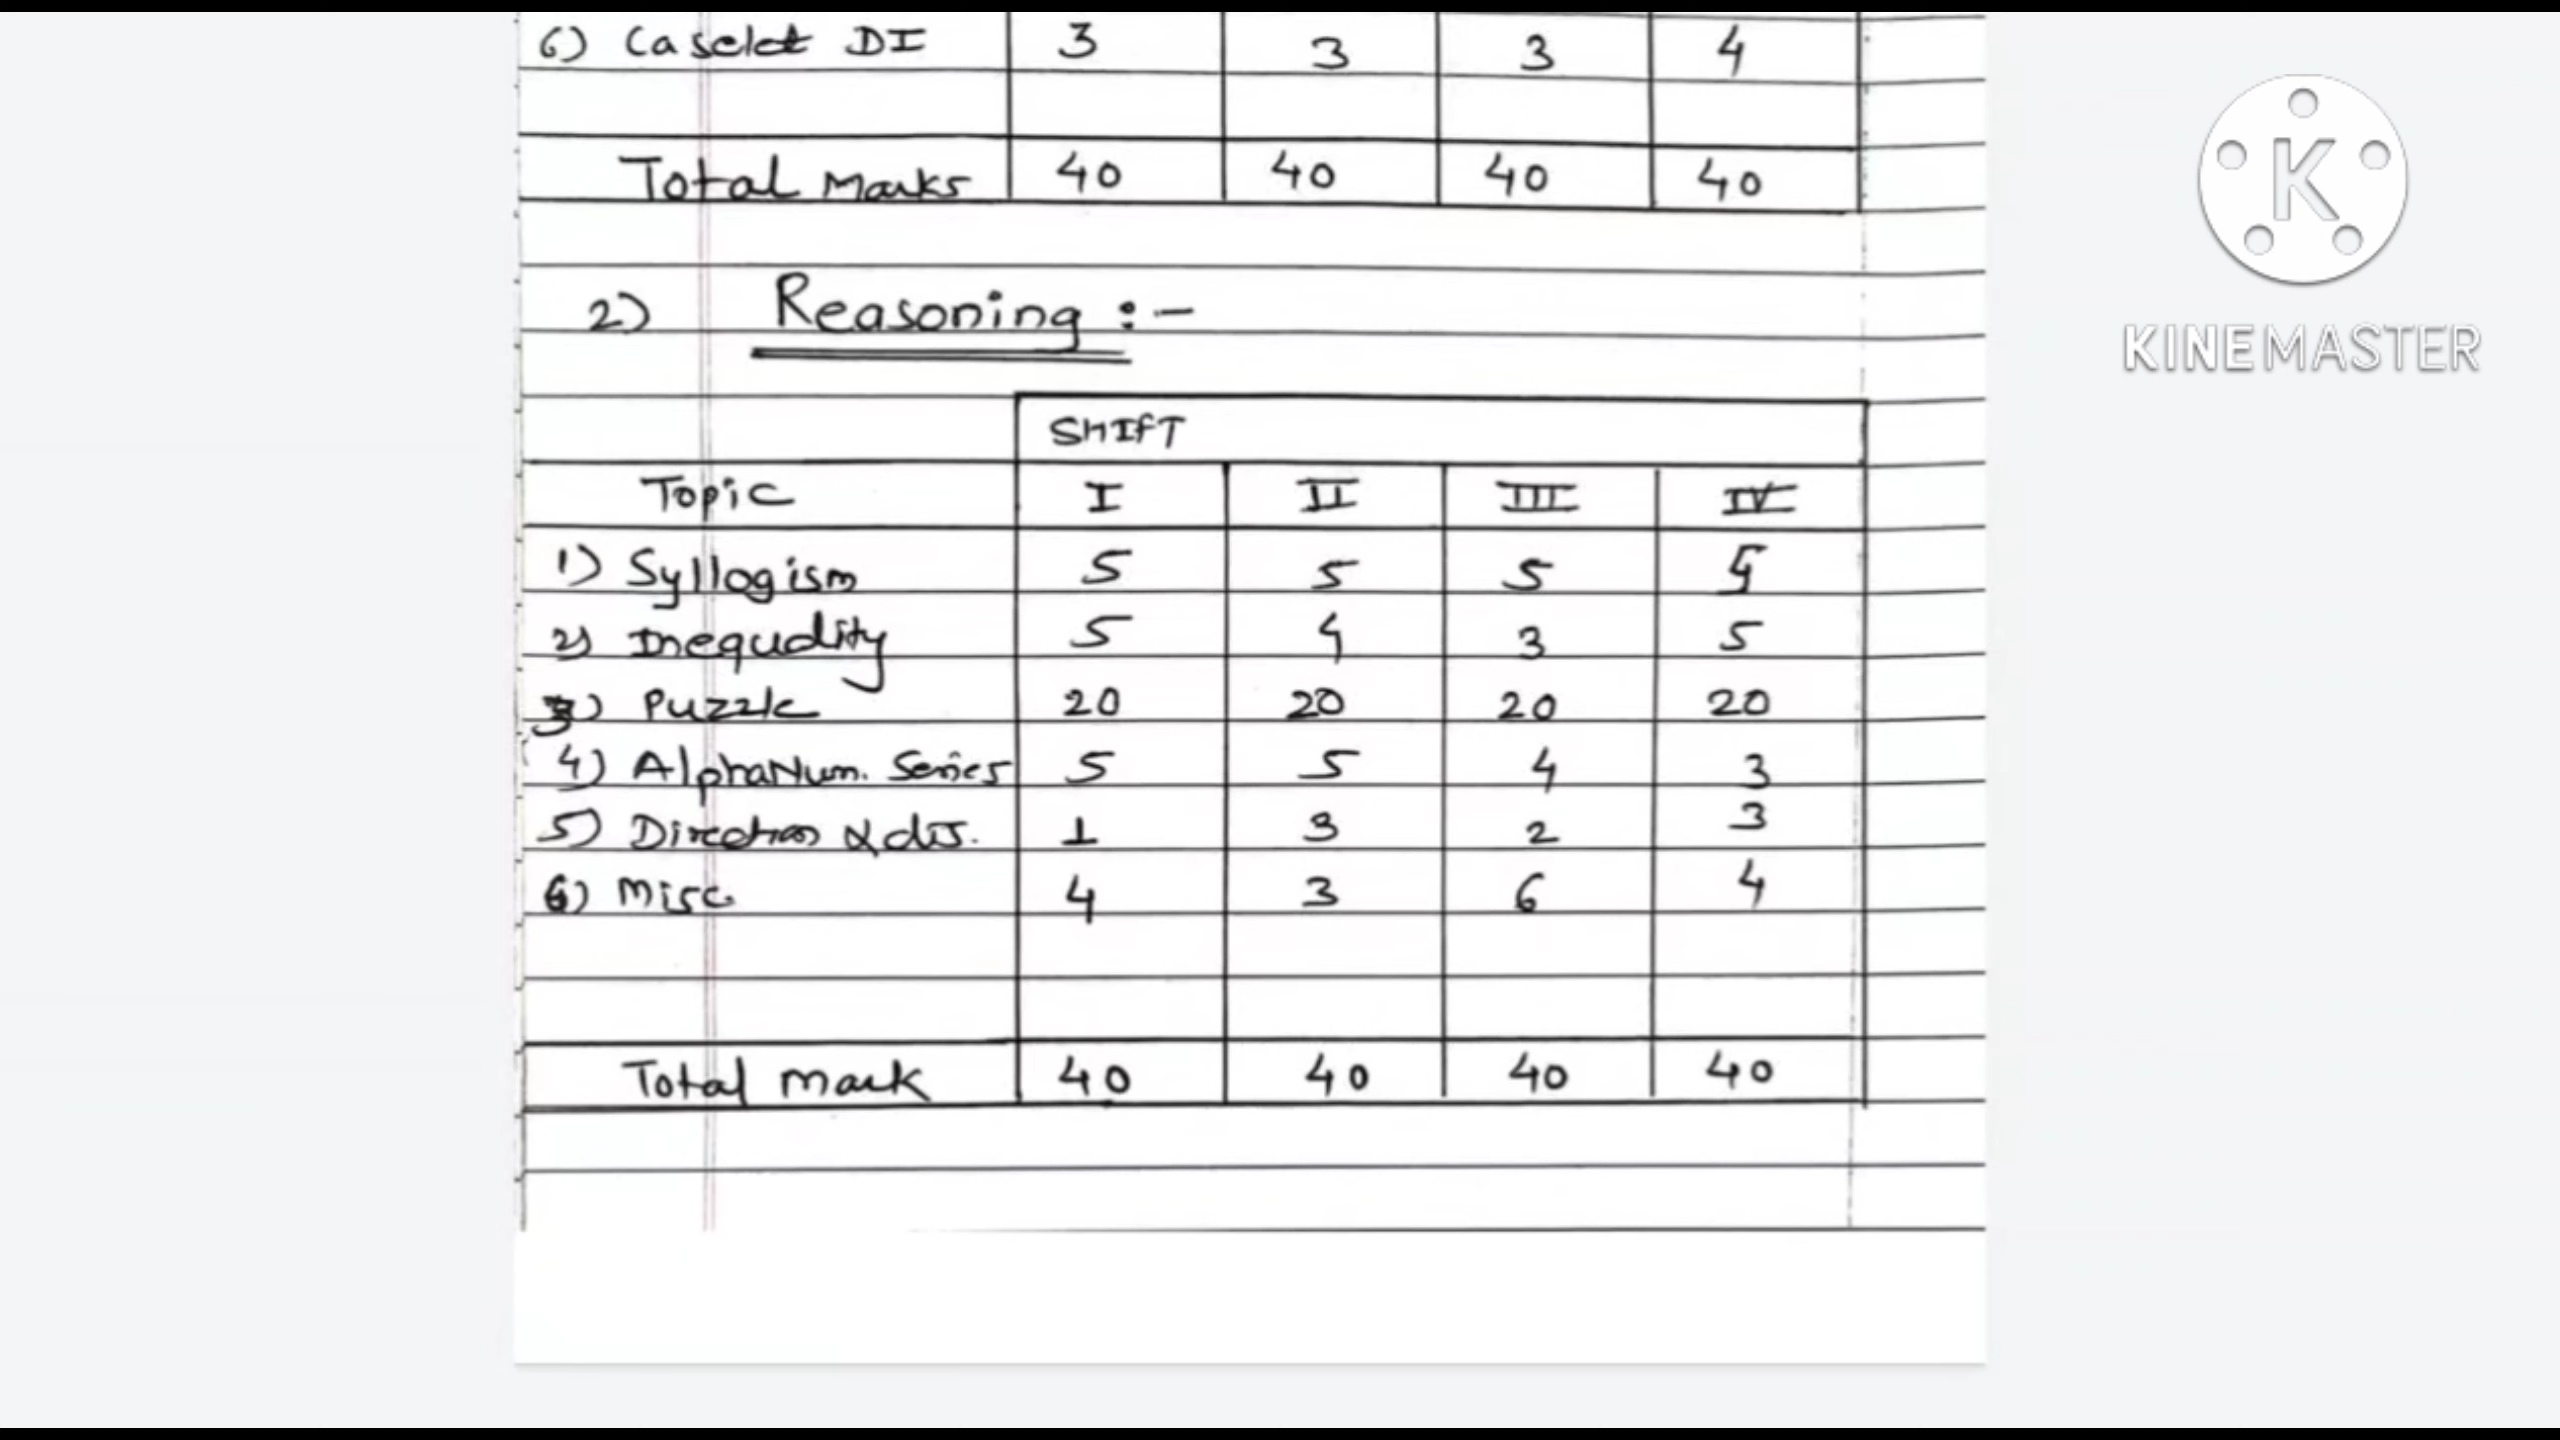 6) Caselet DI 3 3 3 4
Total Marks 40 40 40 40
2) Reasoning :-
SHIFT
Topic I II III IV
1) Syllogism 5 5 5 5
2) Inequality 5 4 3 5
3) Puzzle 20 20 20 20
4) AlphaNum. Series 5 5 4 3
5) Direction & dis. 1 3 2 3
6) Misc 4 3 6 4
Total mark 40 40 40 40
K
KINEMASTER